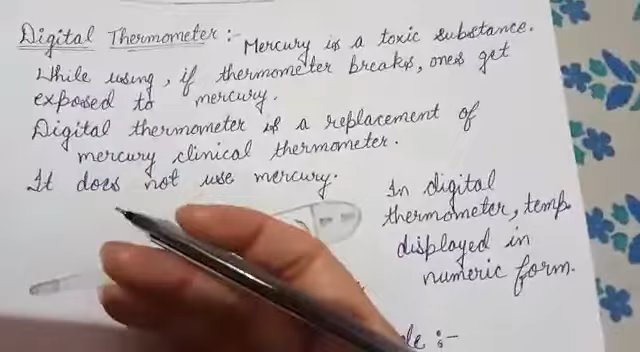 Digital Thermometer :- Mercury is a toxic substance.
While using, if thermometer breaks, ones get
exposed to mercury.
Digital thermometer is a replacement of
mercury clinical thermometer.
It does not use mercury.
In digital
thermometer, temp.
displayed in
numeric form.